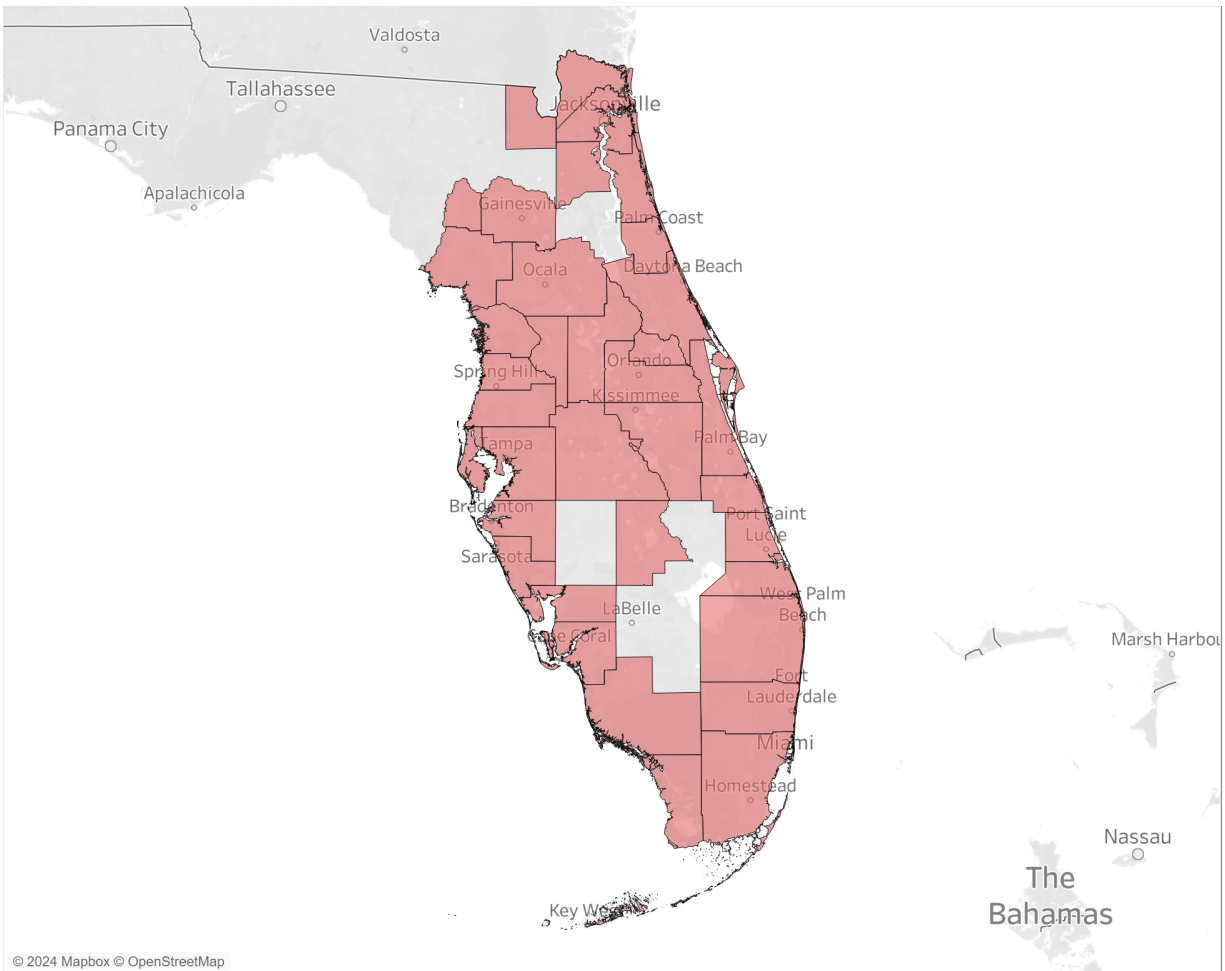 Valdosta
Tallahassee
Jacksonville
Panama City
Apalachicola
Gainesville
Palm Coast
Ocala
Daytona Beach
Orlando
Spring Hill
Kissimmee
Palm Bay
Tampa
Bradenton
Port Saint
Lucie
Sarasota
West Palm
Beach
LaBelle
Cape Coral
Marsh Harbou
Fort
Lauderdale
Miami
Homestead
Nassau
The
Bahamas
Key West
© 2024 Mapbox © OpenStreetMap